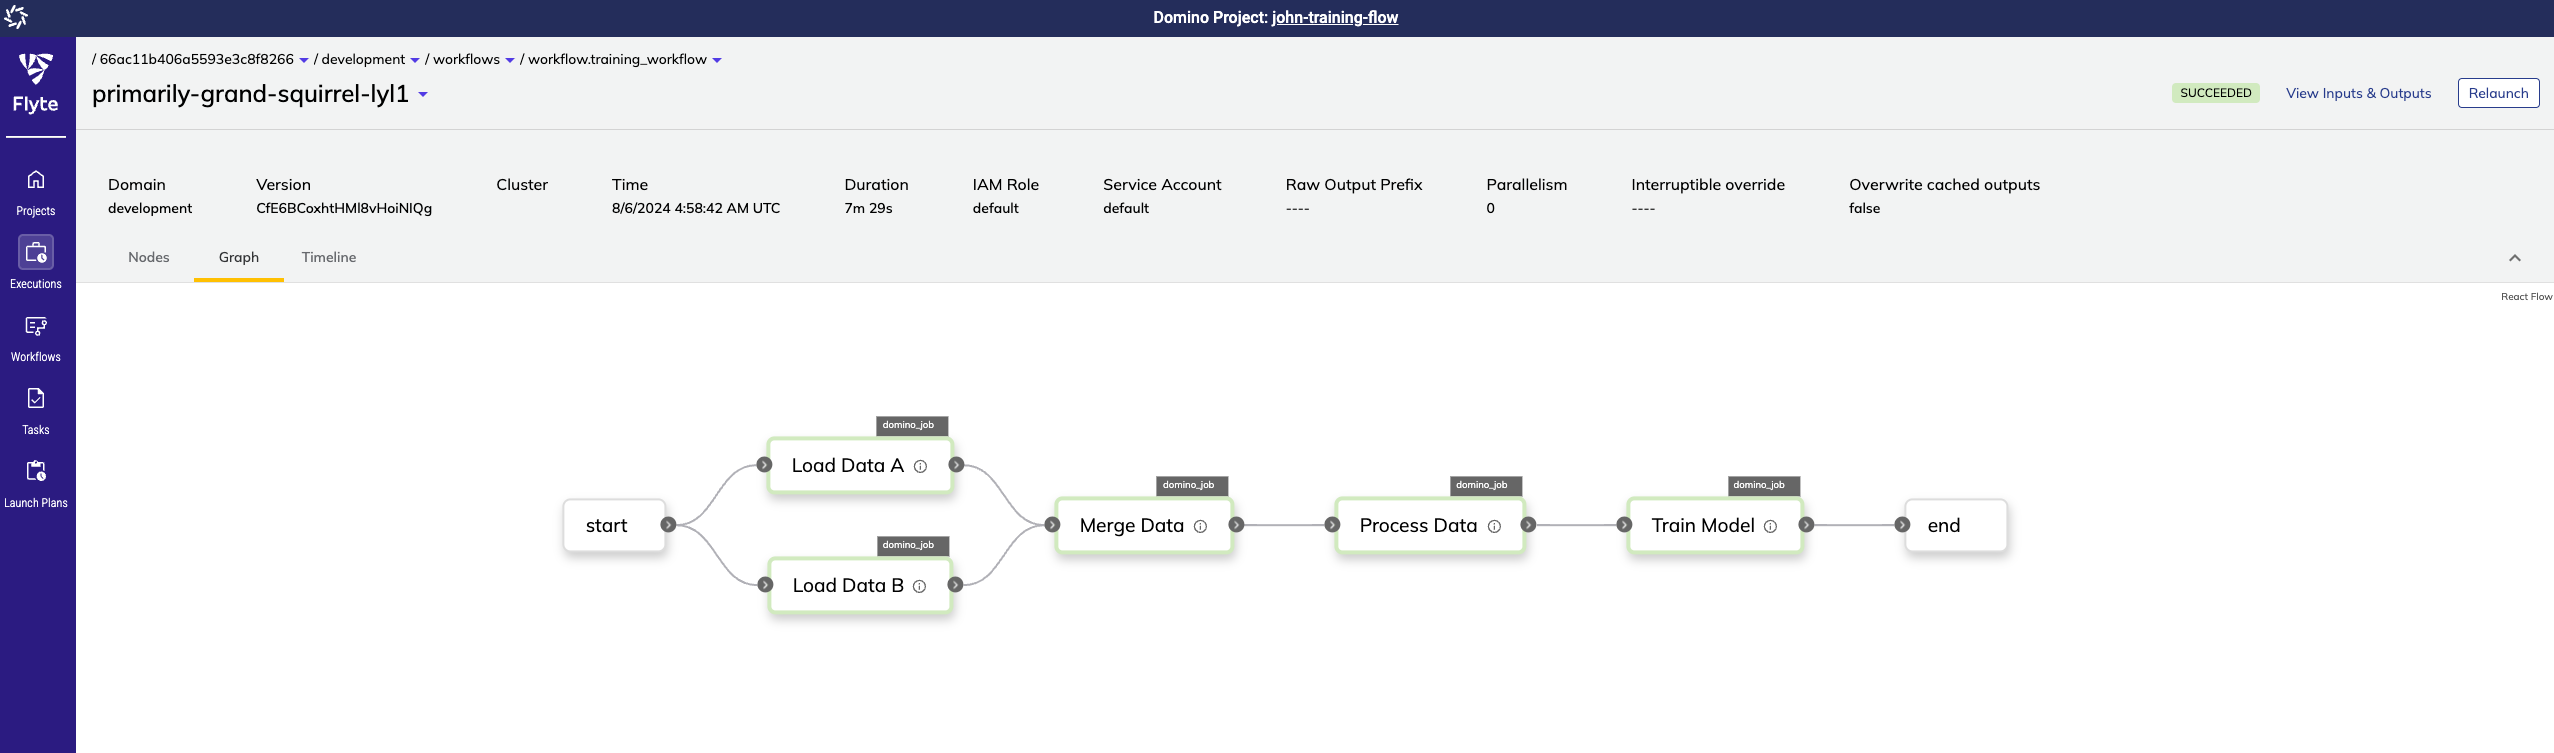 Domino Project: john-training-flow
Flyte
Projects
Executions
Workflows
Tasks
Launch Plans
/ 66ac11b406a5593e3c8f8266 / development / workflows / workflow.training_workflow
primarily-grand-squirrel-lyl1
SUCCEEDED View Inputs & Outputs Relaunch
Domain Version Cluster Time Duration IAM Role Service Account Raw Output Prefix Parallelism Interruptible override Overwrite cached outputs
development CfE6BCoxhtHMl8vHoiNIQg 8/6/2024 4:58:42 AM UTC 7m 29s default default ---- 0 ---- false
Nodes Graph Timeline
React Flow
domino_job
Load Data A
start
domino_job
Load Data B
domino_job
Merge Data
domino_job
Process Data
domino_job
Train Model
end